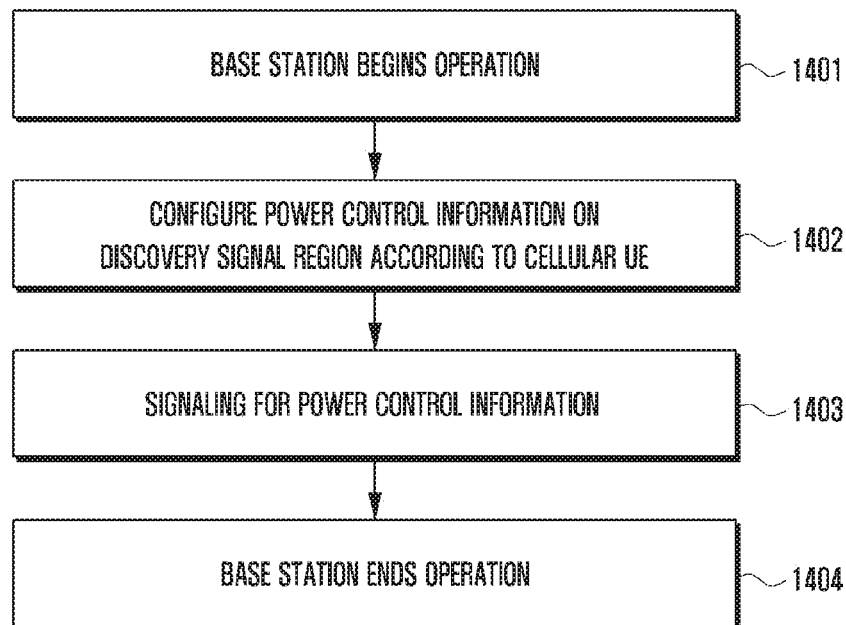 BASE STATION BEGINS OPERATION
1401
CONFIGURE POWER CONTROL INFORMATION ON
DISCOVERY SIGNAL REGION ACCORDING TO CELLULAR UE
1402
SIGNALING FOR POWER CONTROL INFORMATION
1403
BASE STATION ENDS OPERATION
1404